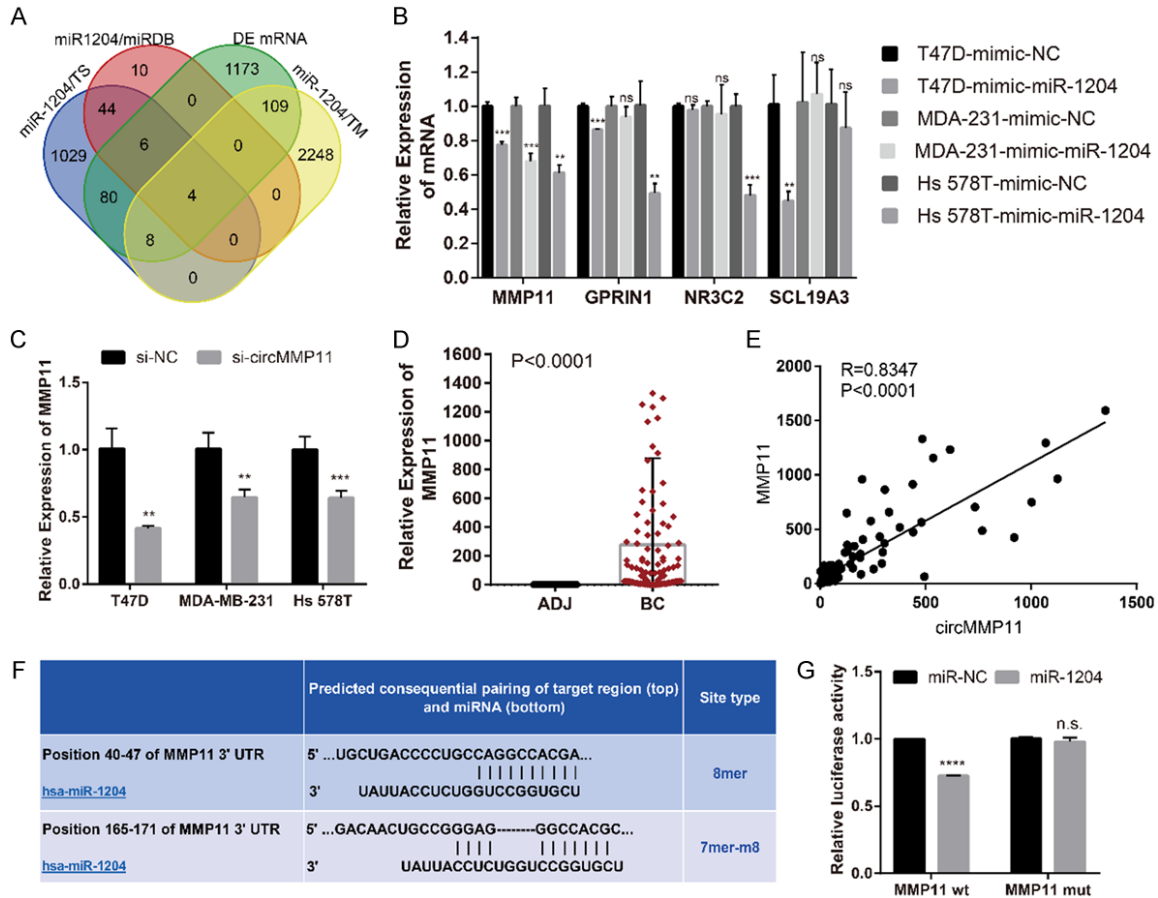 A
miR1204/miRDB
DE mRNA
miR-1204/TS
miR-1204/TM
10
1173
44
0
109
1029
6
0
2248
80
4
0
8
0
0
B
Relative Expression
of mRNA
1.4
1.2
1.0
0.8
0.6
0.4
0.2
0.0
*** *** **
*** ns **
ns ns ***
** ns ns
MMP11 GPRIN1 NR3C2 SCL19A3
T47D-mimic-NC
T47D-mimic-miR-1204
MDA-231-mimic-NC
MDA-231-mimic-miR-1204
Hs 578T-mimic-NC
Hs 578T-mimic-miR-1204
C
si-NC si-circMMP11
Relative Expression of MMP11
1.5
1.0
0.5
0.0
** ** ***
T47D MDA-MB-231 Hs 578T
D
Relative Expression of
MMP11
P<0.0001
1600
1400
1200
1000
800
600
400
200
0
ADJ BC
E
R=0.8347
P<0.0001
MMP11
2000
1500
1000
500
0
0 500 1000 1500
circMMP11
F
Predicted consequential pairing of target region (top)
and miRNA (bottom)
Site type
Position 40-47 of MMP11 3' UTR
5' ...UGCUGACCCCUGCCAGGCCACGA...
8mer
hsa-miR-1204
3' UAUUACCUCUGGUCCGGUGCU
Position 165-171 of MMP11 3' UTR
5' ...GACAACUGCCGGGAG--------GGCCACGC...
7mer-m8
hsa-miR-1204
3' UAUUACCUCUGGUCCGGUGCU
G
miR-NC miR-1204
Relative luciferase activity
1.5
1.0
0.5
0.0
**** n.s.
MMP11 wt MMP11 mut